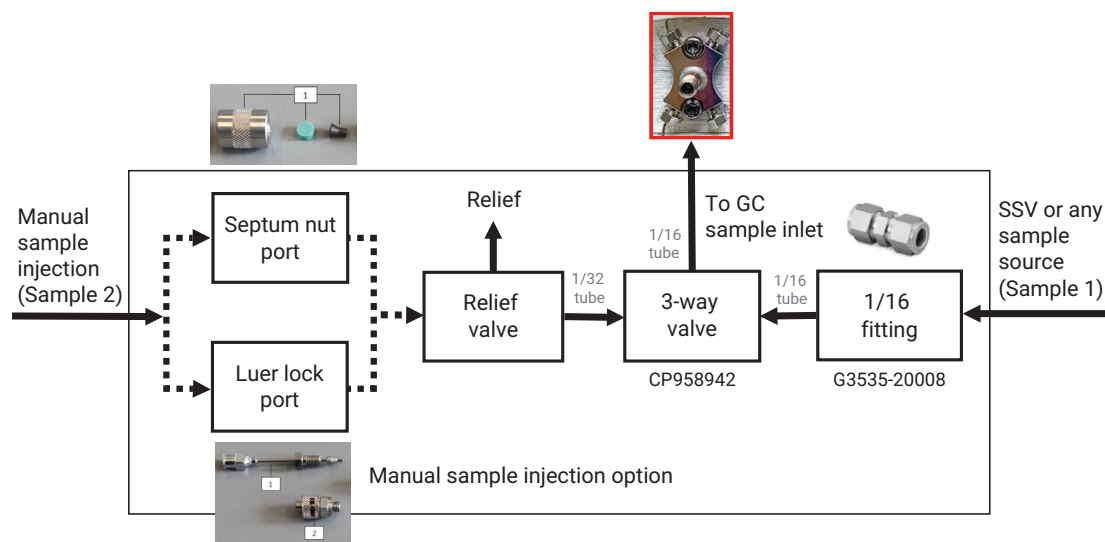 1
Manual
sample
injection
(Sample 2)
Septum nut
port
Luer lock
port
Relief
Relief
valve
1/32
tube
1/16
tube
To GC
sample inlet
3-way
valve
CP958942
1/16
tube
1/16
fitting
G3535-20008
SSV or any
sample
source
(Sample 1)
1
2
Manual sample injection option